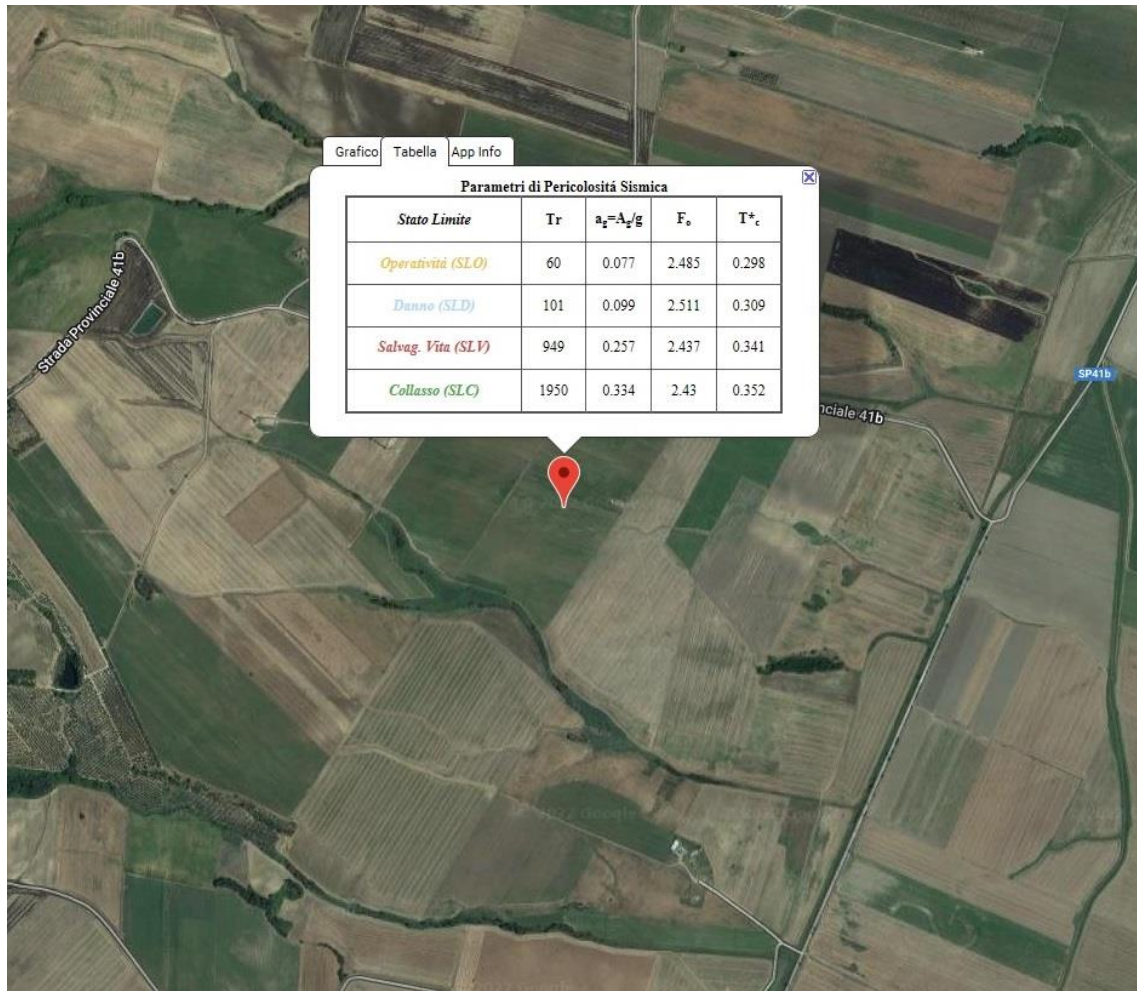 Grafico Tabella App Info
Parametri di Pericolositá Sismica
Stato Limite Tr ag=Ag/g Fo T*c
Operativitá (SLO) 60 0.077 2.485 0.298
Danno (SLD) 101 0.099 2.511 0.309
Salvag. Vita (SLV) 949 0.257 2.437 0.341
Collasso (SLC) 1950 0.334 2.43 0.352
Strada Provinciale 41b
SP41b
nciale 41b
Google